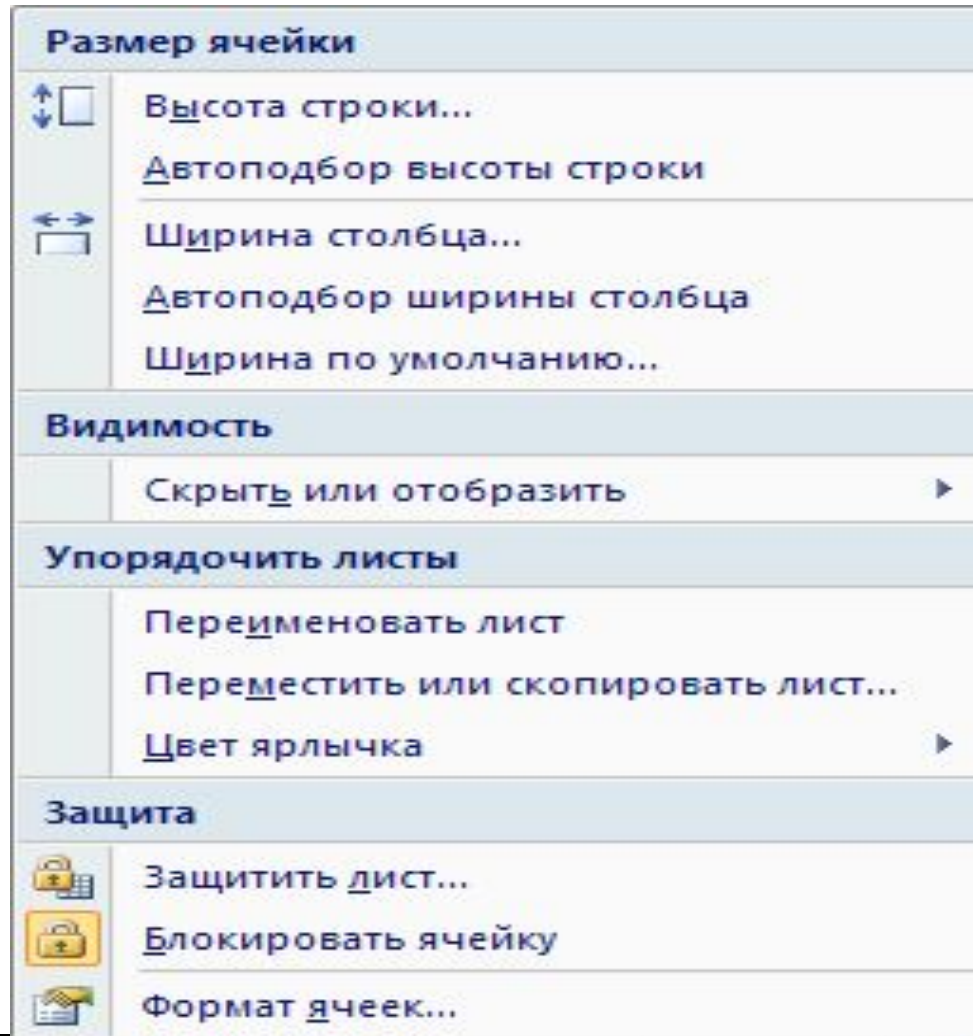 Размер ячейки
Высота строки...
Автоподбор высоты строки
Ширина столбца...
Автоподбор ширины столбца
Ширина по умолчанию...
Видимость
Скрыть или отобразить
Упорядочить листы
Переименовать лист
Переместить или скопировать лист...
Цвет ярлычка
Защита
Защитить лист...
Блокировать ячейку
Формат ячеек...